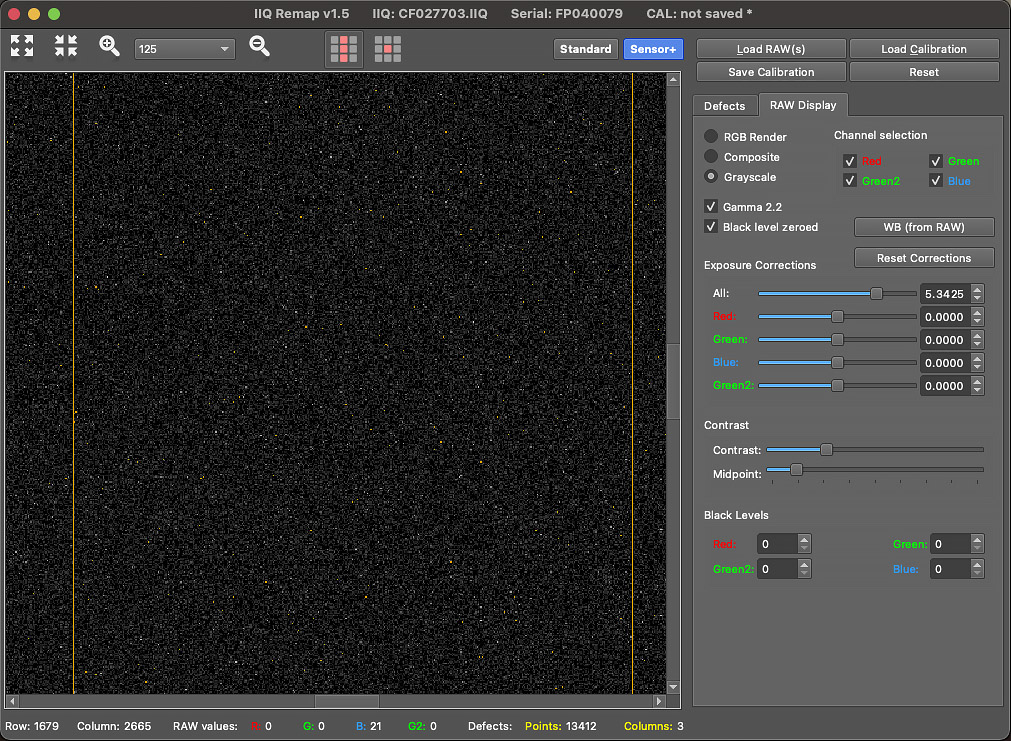 IIQ Remap v1.5 IIQ: CF027703.IIQ Serial: FP040079 CAL: not saved *
125
Standard Sensor+
Load RAW(s) Load Calibration
Save Calibration Reset
Defects RAW Display
RGB Render
Composite
Grayscale
Channel selection
Red Green
Green2 Blue
Gamma 2.2
Black level zeroed
WB (from RAW)
Reset Corrections
Exposure Corrections
All: 5.3425
Red: 0.0000
Green: 0.0000
Blue: 0.0000
Green2: 0.0000
Contrast
Contrast:
Midpoint:
Black Levels
Red: 0 Green: 0
Green2: 0 Blue: 0
Row: 1679 Column: 2665 RAW values: R: 0 G: 0 B: 21 G2: 0 Defects: Points: 13412 Columns: 3